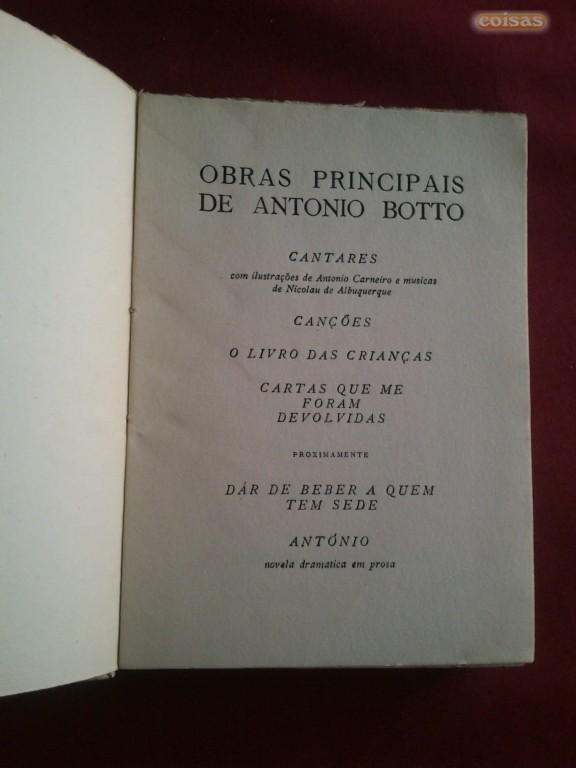 coisas
OBRAS PRINCIPAIS
DE ANTONIO BOTTO
CANTARES
com ilustrações de Antonio Carneiro e musicas
de Nicolau de Albuquerque
CANÇÕES
O LIVRO DAS CRIANÇAS
CARTAS QUE ME
FORAM
DEVOLVIDAS
PROXIMAMENTE
DÁR DE BEBER A QUEM
TEM SEDE
ANTÓNIO
novela dramatica em prosa